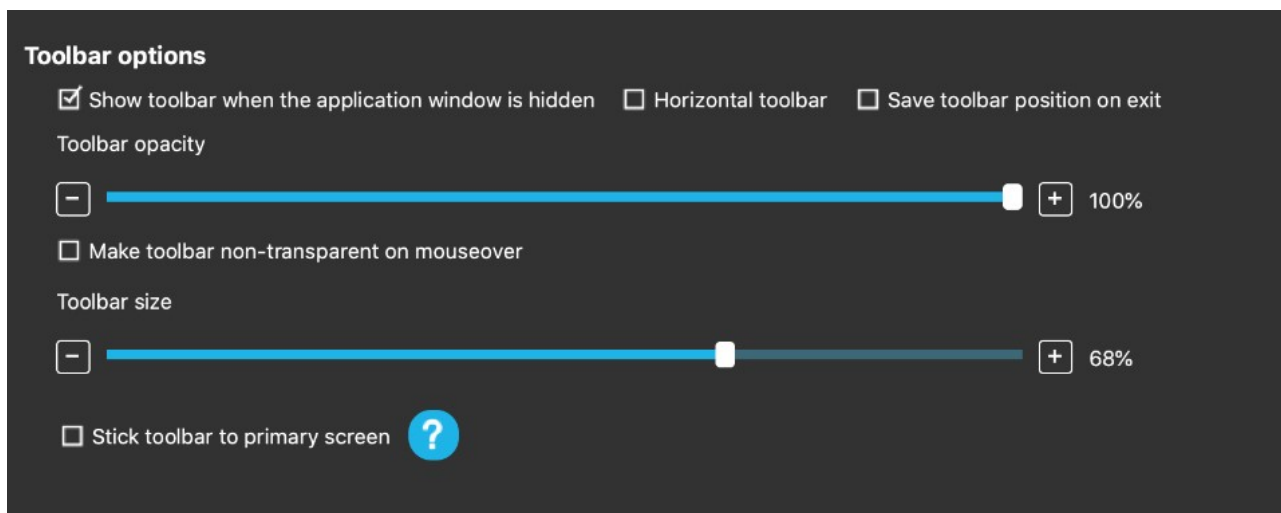 Toolbar options
Show toolbar when the application window is hidden Horizontal toolbar Save toolbar position on exit
Toolbar opacity
- + 100%
Make toolbar non-transparent on mouseover
Toolbar size
- + 68%
Stick toolbar to primary screen ?